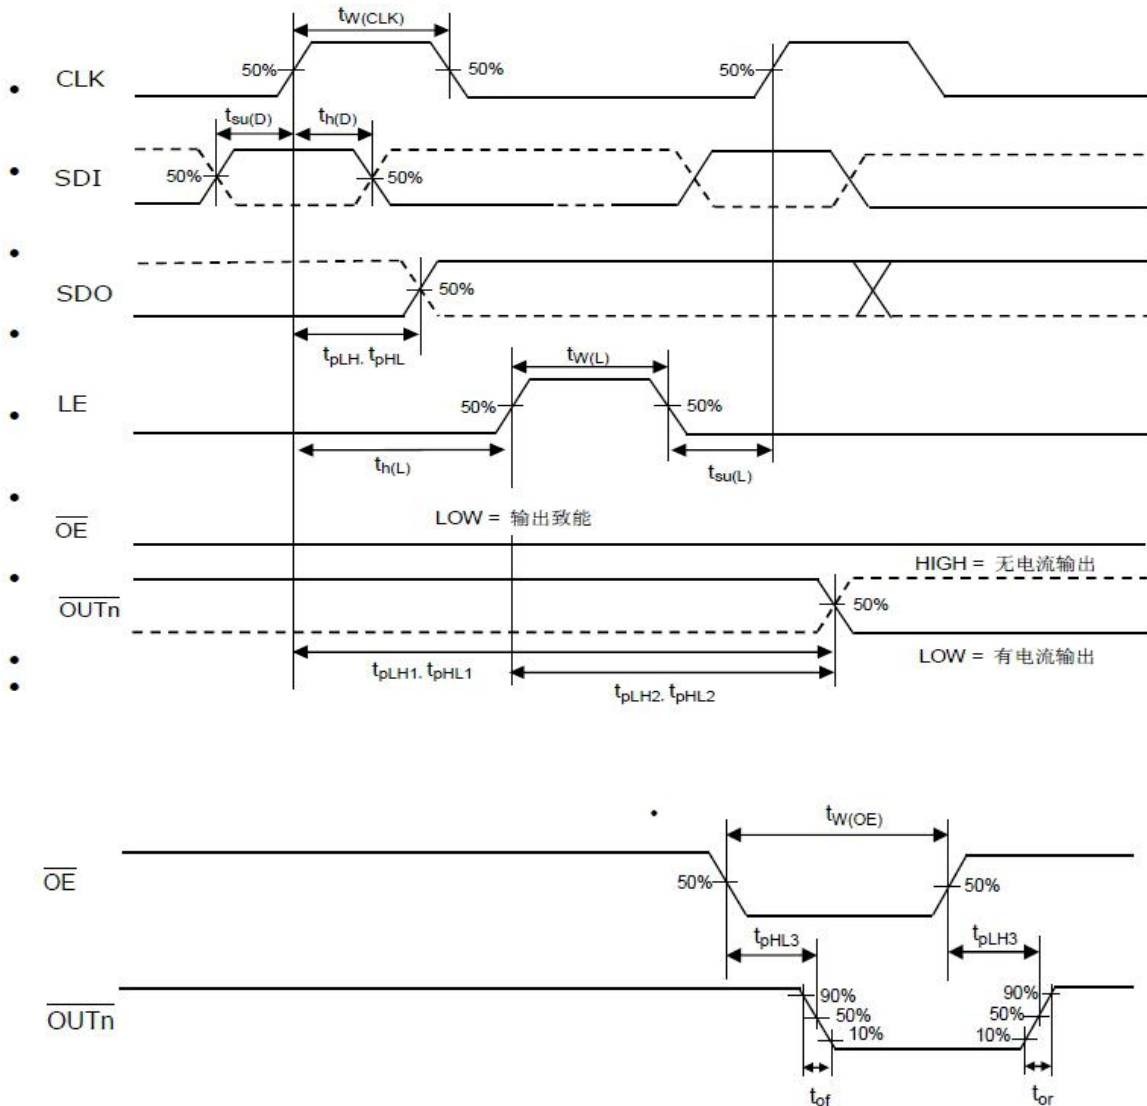 tW(CLK)
CLK 50% 50% 50%
tsu(D) th(D)
SDI 50% 50%
SDO 50%
tpLH. tpHL
tW(L)
LE 50% 50%
th(L) tsu(L)
LOW = 输出致能
OE
HIGH = 无电流输出
OUTn 50%
LOW = 有电流输出
tpLH1. tpHL1
tpLH2. tpHL2
tW(OE)
OE 50% 50%
tpHL3 tpLH3
90% 90%
OUTn 50% 50%
10% 10%
tof tor